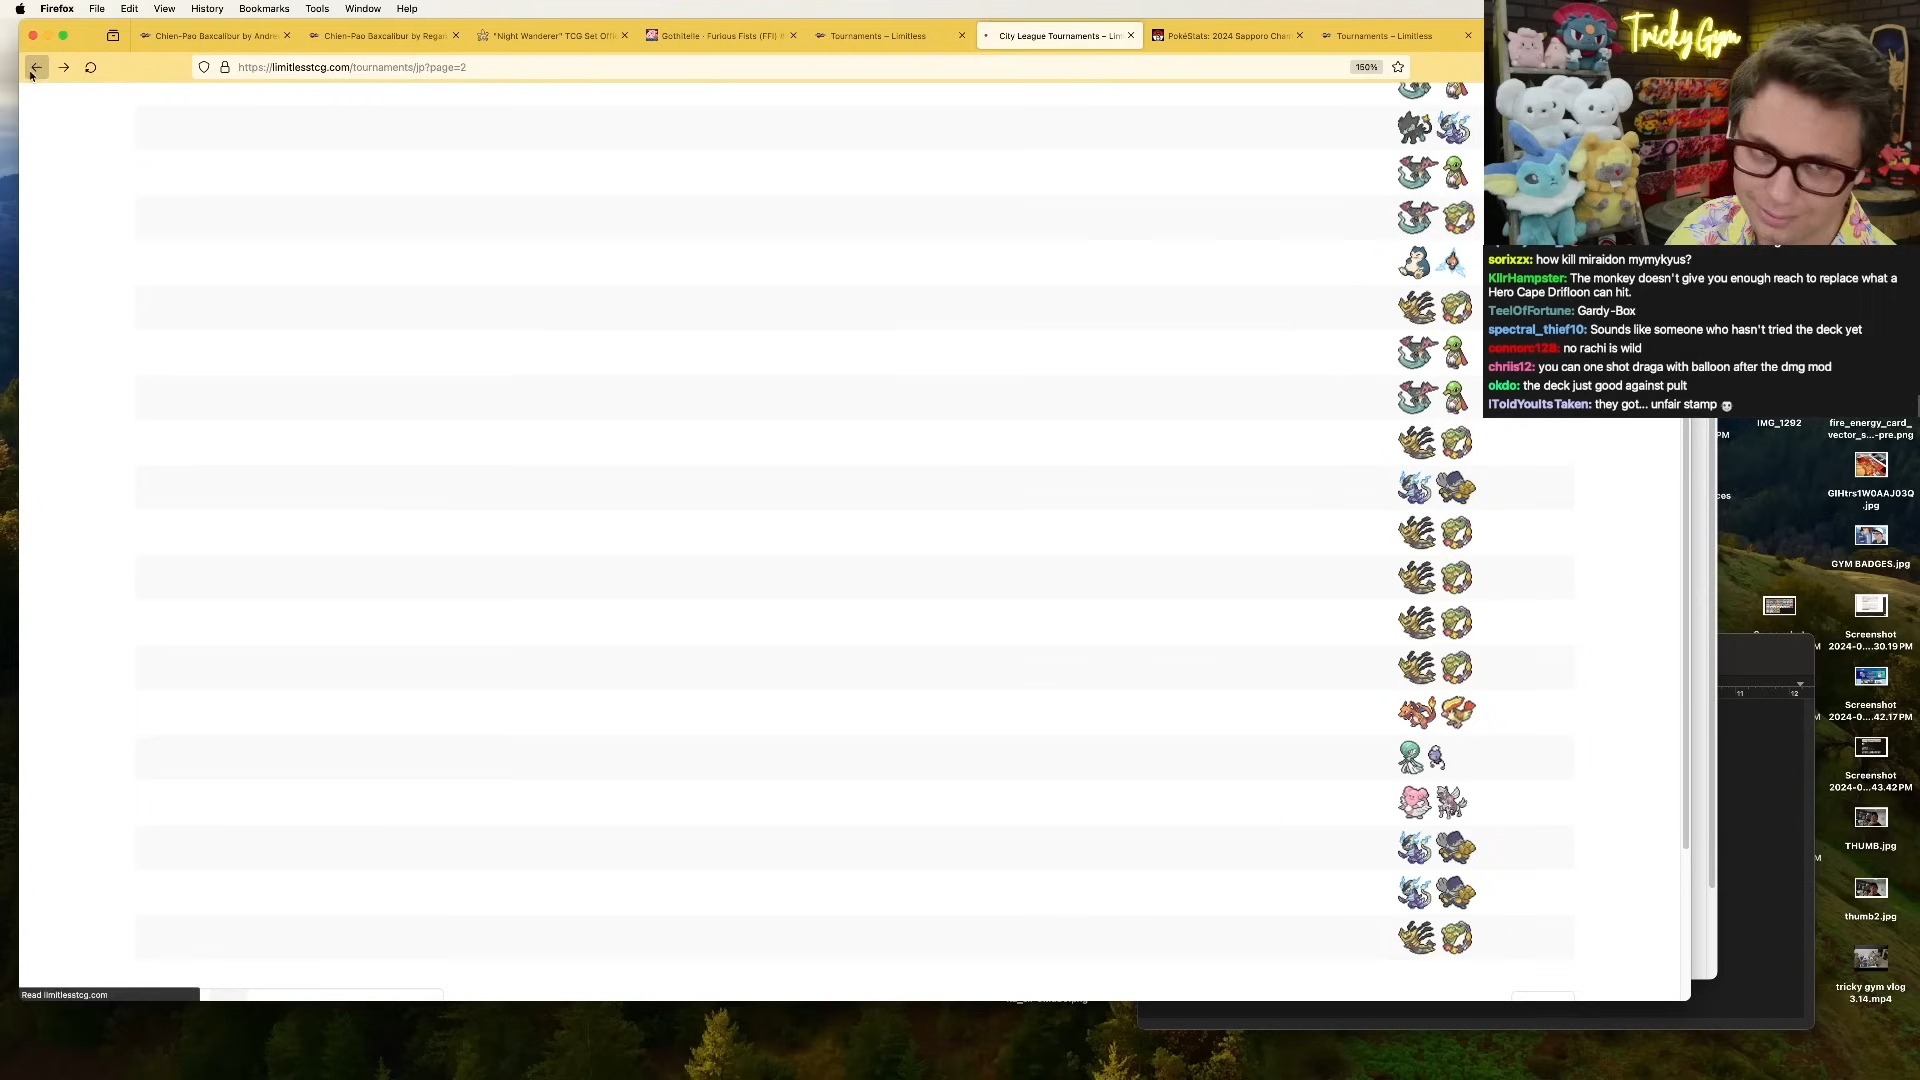 Firefox File Edit View History Bookmarks Tools Window Help
Chien-Pao Baxcalibur by Andre
Chien-Pao Baxcalibur by Regan
"Night Wanderer" TCG Set Offi
Gothitelle - Furious Fists (FFI)
Tournaments – Limitless
City League Tournaments – Lim
PokéStats: 2024 Sapporo Cham
Tournaments – Limitless
https://limitlesstcg.com/tournaments/jp?page=2
150%
Tricky Gym
sorixzx: how kill miraidon mymykyus?
KllrHampster: The monkey doesn't give you enough reach to replace what a
Hero Cape Drifloon can hit.
TeelOfFortune: Gardy-Box
spectral_thief10: Sounds like someone who hasn't tried the deck yet
connorc128: no rachi is wild
chriis12: you can one shot draga with balloon after the dmg mod
okdo: the deck just good against pult
IToldYouItsTaken: they got... unfair stamp
IMG_1292
PM
fire_energy_card_
vector_s...-pre.png
ces
GIHtrs1W0AAJ03Q
.jpg
GYM BADGES.jpg
Screenshot
2024-0....30.19 PM
11 12
Screenshot
2024-0....42.17 PM
Screenshot
2024-0....43.42 PM
THUMB.jpg
thumb2.jpg
tricky gym vlog
3.14.mp4
Read limitlesstcg.com